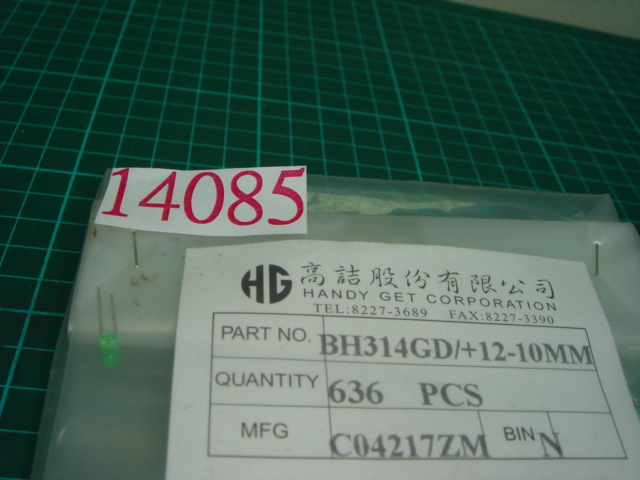 14085
HG 高詰股份有限公司
HANDY GET CORPORATION
TEL:8227-3689 FAX:8227-3390
PART NO. BH314GD/+12-10MM
QUANTITY 636 PCS
MFG C04217ZM BIN N